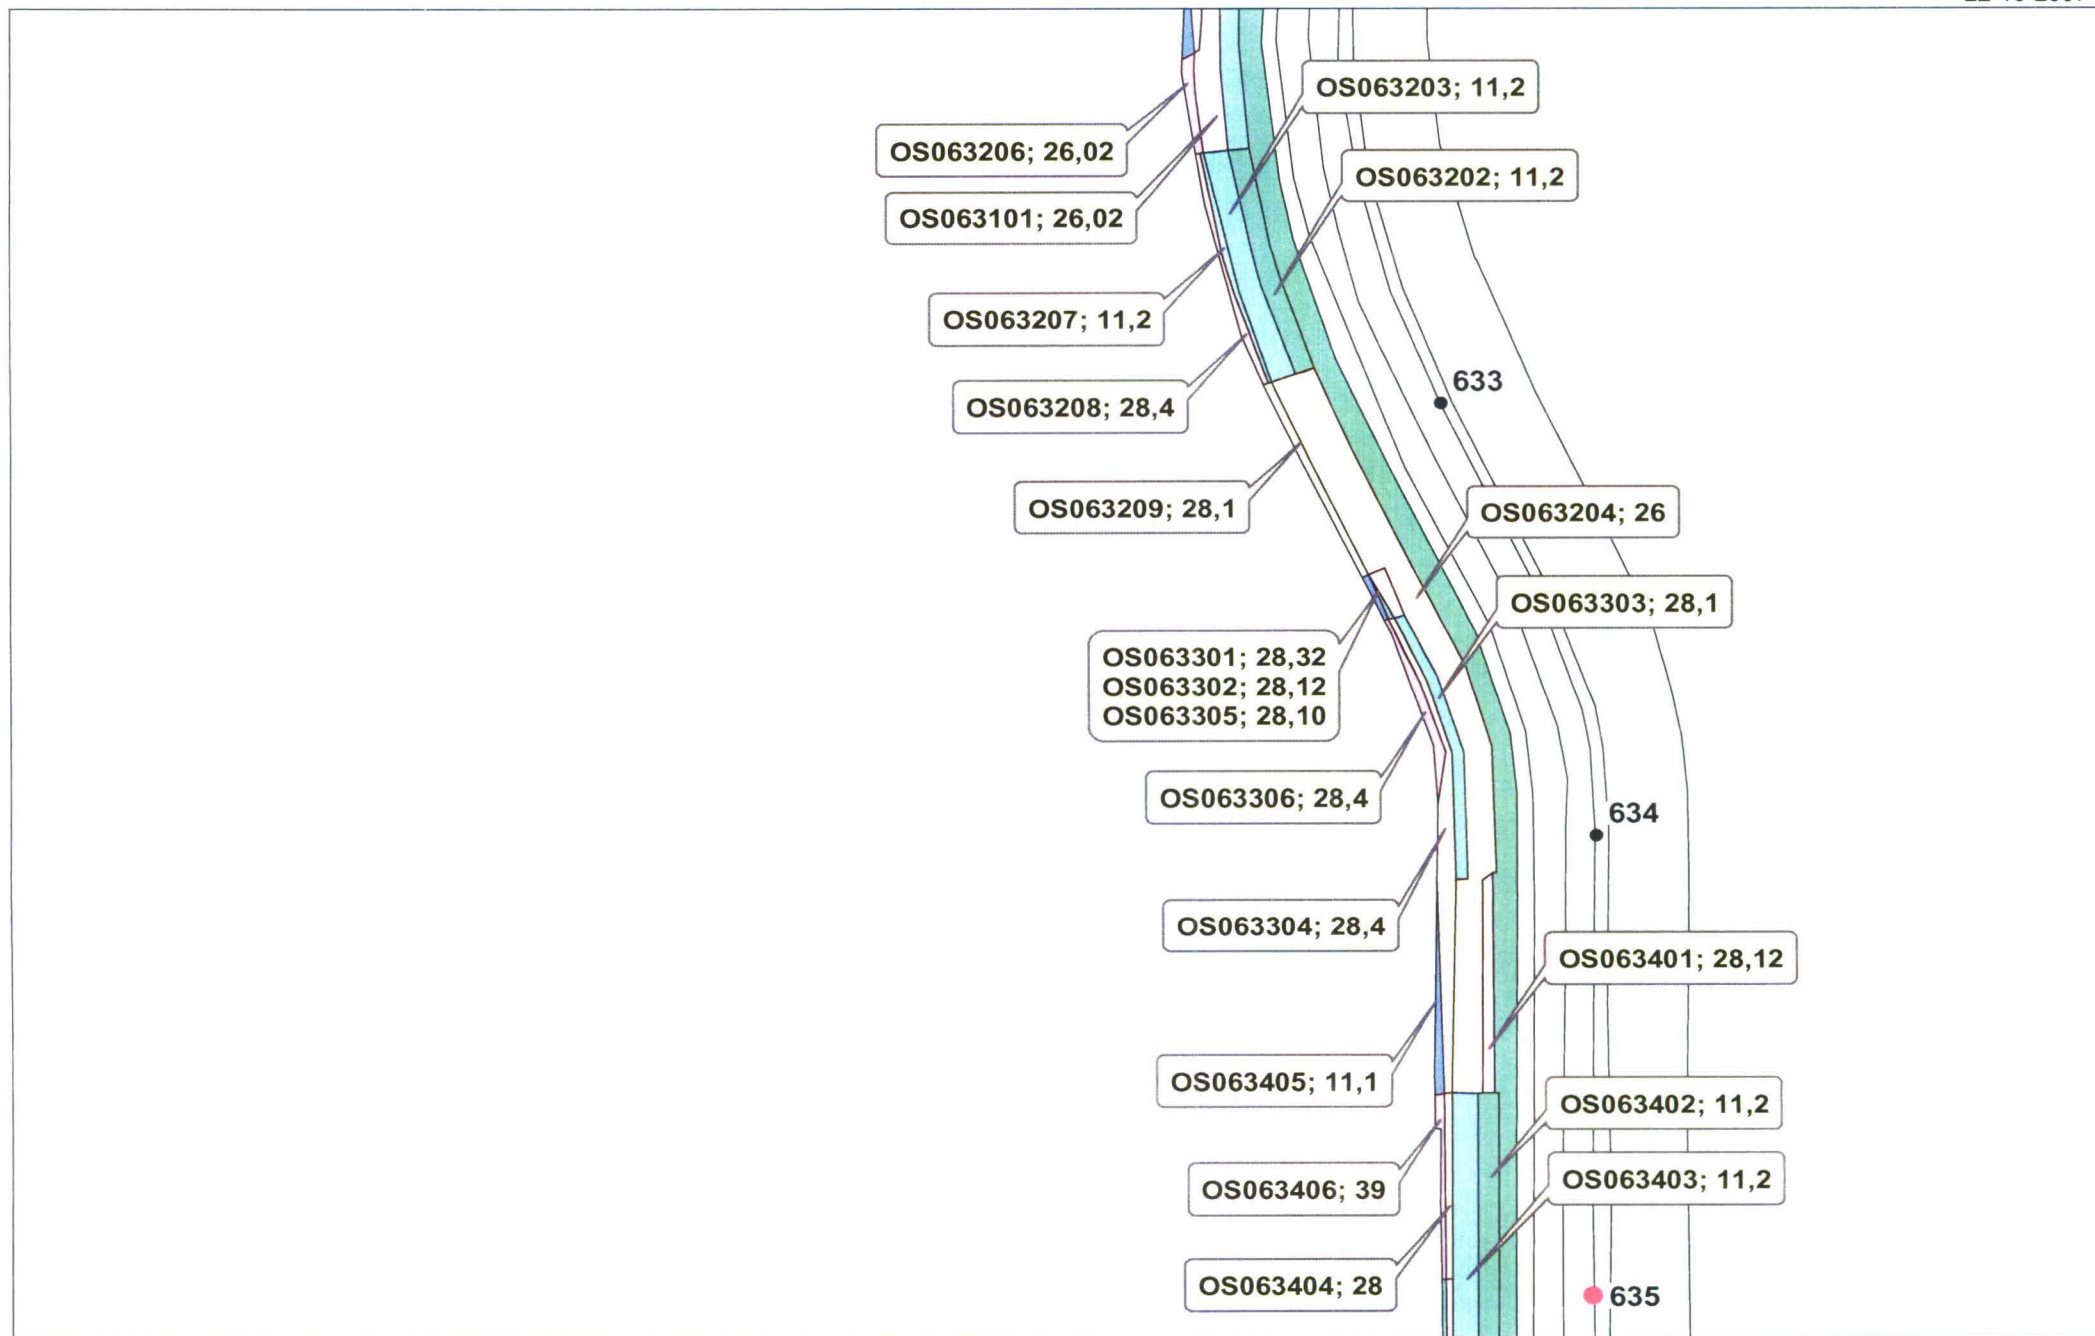 OS063203; 11,2
OS063206; 26,02
OS063202; 11,2
OS063101; 26,02
OS063207; 11,2
633
OS063208; 28,4
OS063209; 28,1
OS063204; 26
OS063303; 28,1
OS063301; 28,32
OS063302; 28,12
OS063305; 28,10
OS063306; 28,4
634
OS063304; 28,4
OS063401; 28,12
OS063405; 11,1
OS063402; 11,2
OS063406; 39
OS063403; 11,2
OS063404; 28
635